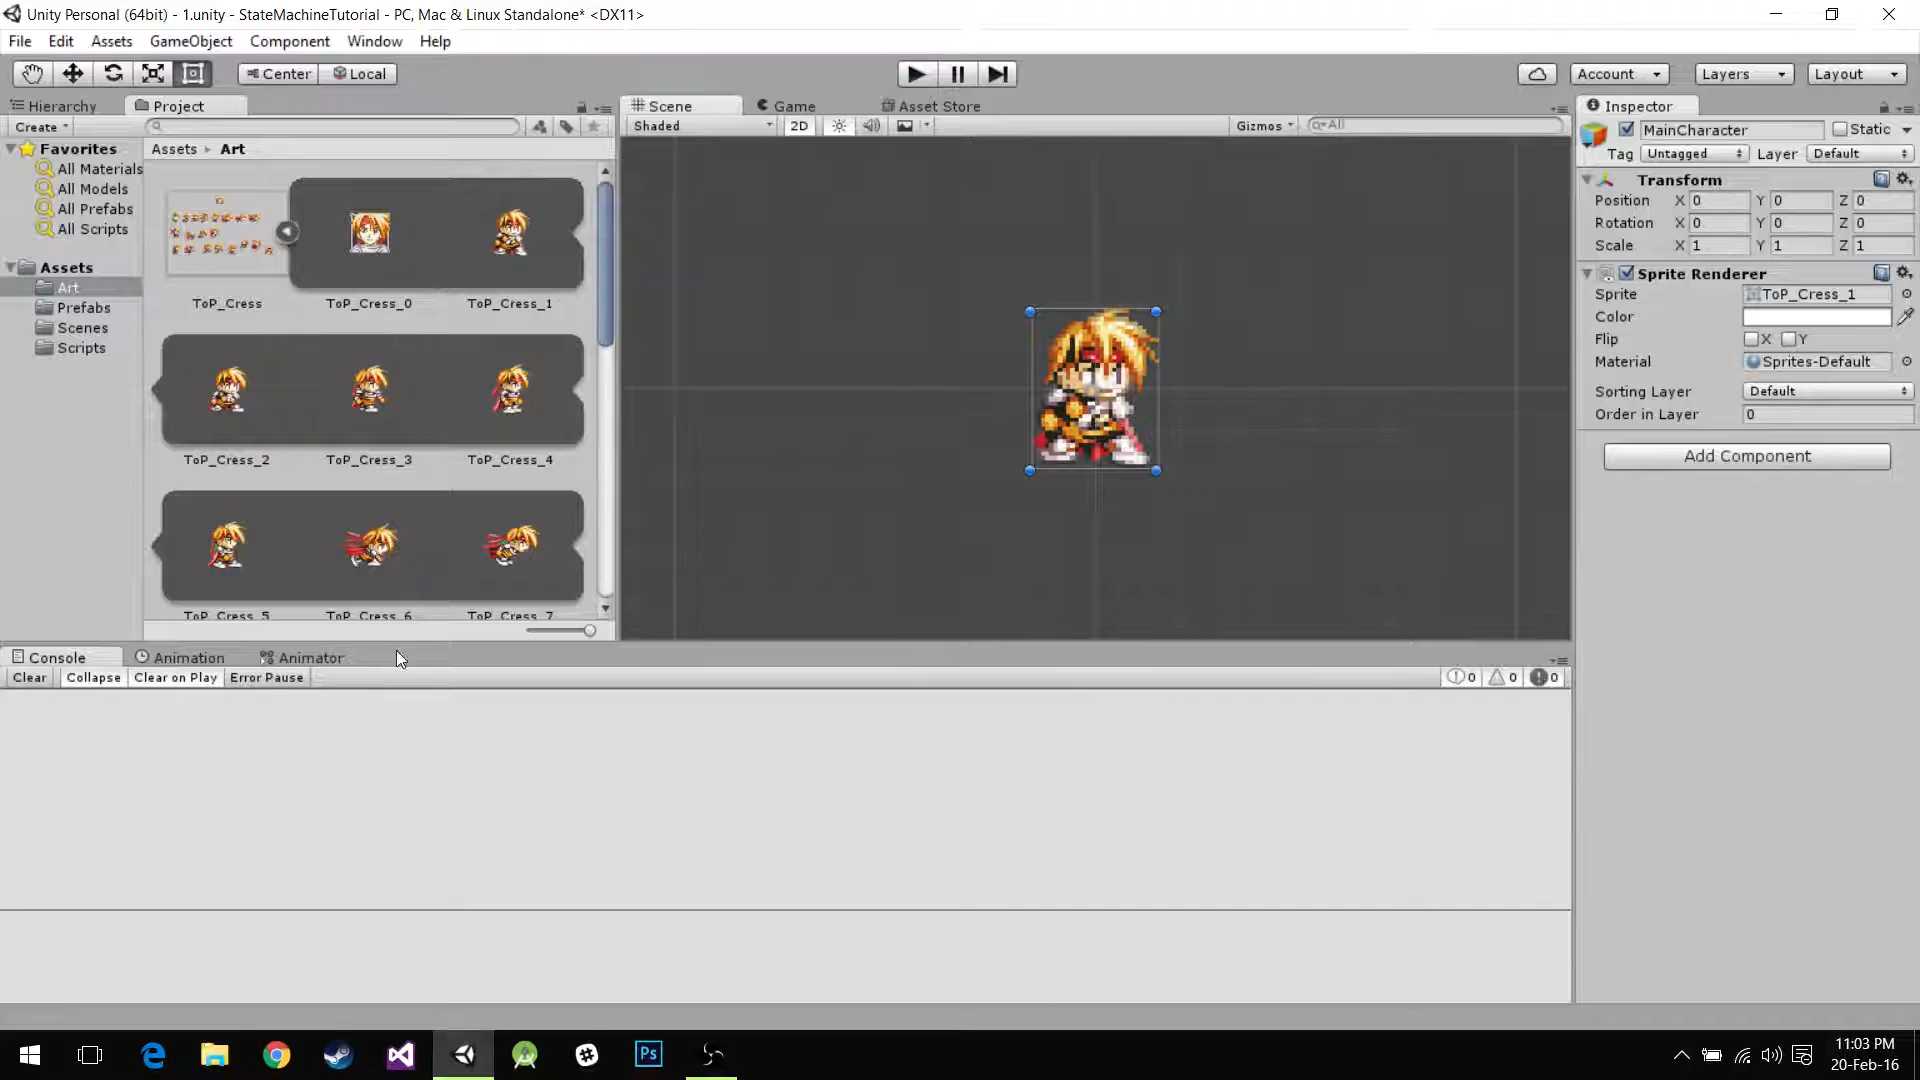 Unity Personal (64bit) - 1.unity - StateMachineTutorial - PC, Mac & Linux Standalone* <DX11>
File Edit Assets GameObject Component Window Help
Center Local Account Layers Layout
Hierarchy Project Scene Game Asset Store Inspector
Create Shaded 2D Gizmos All
MainCharacter Static
Tag Untagged Layer Default
Favorites
All Materials
All Models
All Prefabs
All Scripts
Assets
Art
Prefabs
Scenes
Scripts
Assets Art
ToP_Cress ToP_Cress_0 ToP_Cress_1
ToP_Cress_2 ToP_Cress_3 ToP_Cress_4
ToP_Cress_5 ToP_Cress_6 ToP_Cress_7
Transform
Position X 0 Y 0 Z 0
Rotation X 0 Y 0 Z 0
Scale X 1 Y 1 Z 1
Sprite Renderer
Sprite ToP_Cress_1
Color
Flip X Y
Material Sprites-Default
Sorting Layer Default
Order in Layer 0
Add Component
Console Animation Animator
Clear Collapse Clear on Play Error Pause 0 0 0
Ps
11:03 PM
20-Feb-16